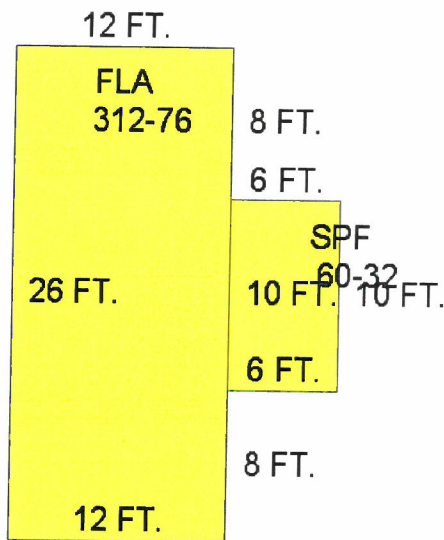 12 FT.
FLA
312-76
8 FT.
6 FT.
SPF
60-32
26 FT.
10 FT.
10 FT.
6 FT.
8 FT.
12 FT.